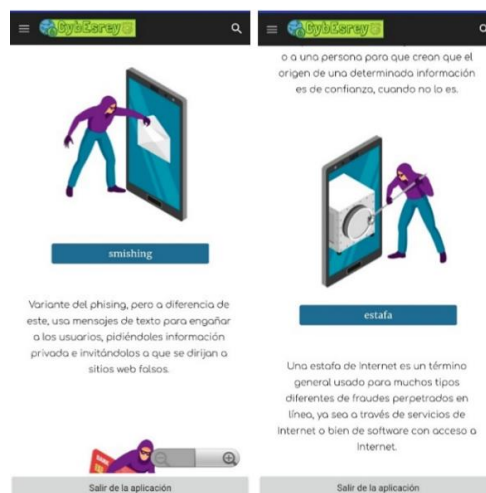 CybEsrey
smishing
Variante del phising, pero a diferencia de
este, usa mensajes de texto para engañar
a los usuarios, pidiéndoles información
privada e invitándolos a que se dirijan a
sitios web falsos.
Salir de la aplicación
CybEsrey
o a una persona para que crean que el
origen de una determinada información
es de confianza, cuando no lo es.
estafa
Una estafa de Internet es un término
general usado para muchos tipos
diferentes de fraudes perpetrados en
línea, ya sea a través de servicios de
Internet o bien de software con acceso a
Internet.
Salir de la aplicación